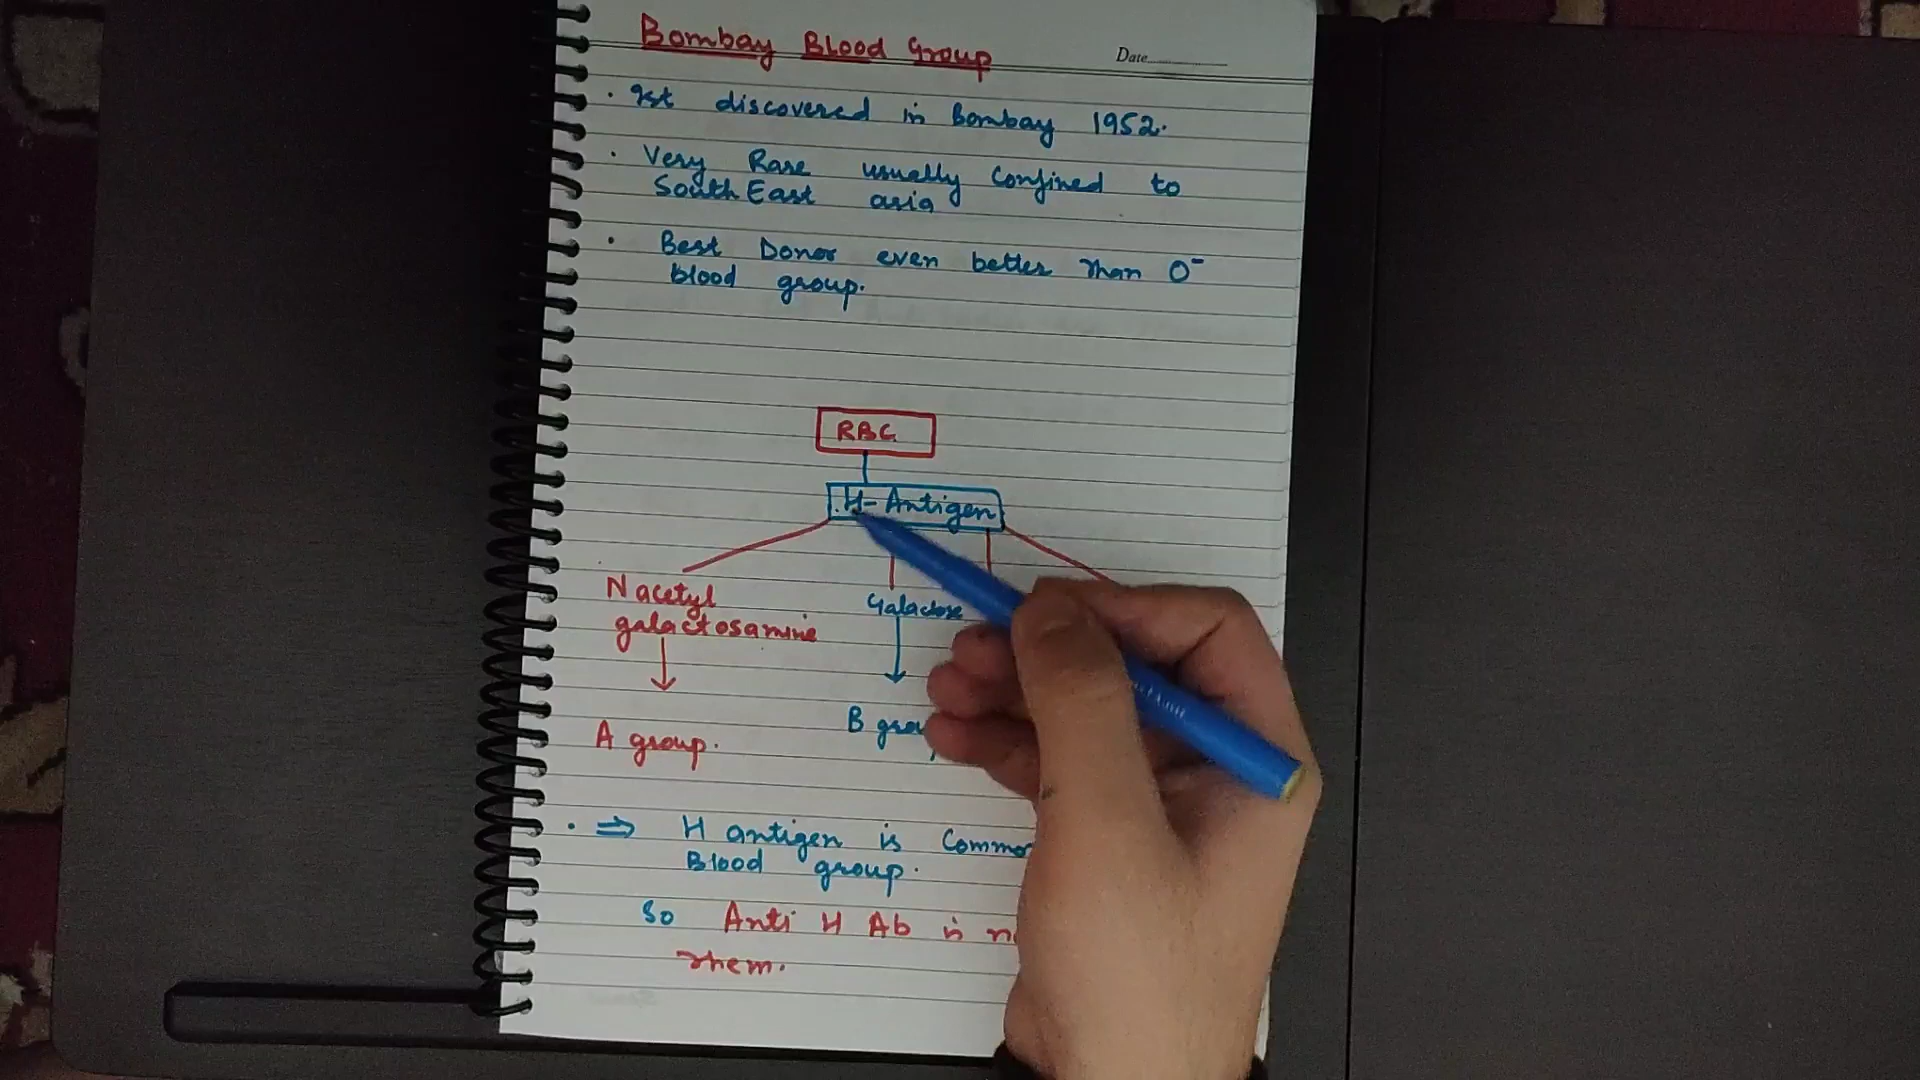 Bombay Blood Group
Date
· 1st discovered in Bombay 1952.
· Very Rare usually confined to
South East asia
· Best Donor even better than O⁻
blood group.
RBC
H-Antigen
N acetyl
galactosamine
Galactose
A group.
B
· ⇒ H antigen is
Blood group.
So Anti H Ab is
them.